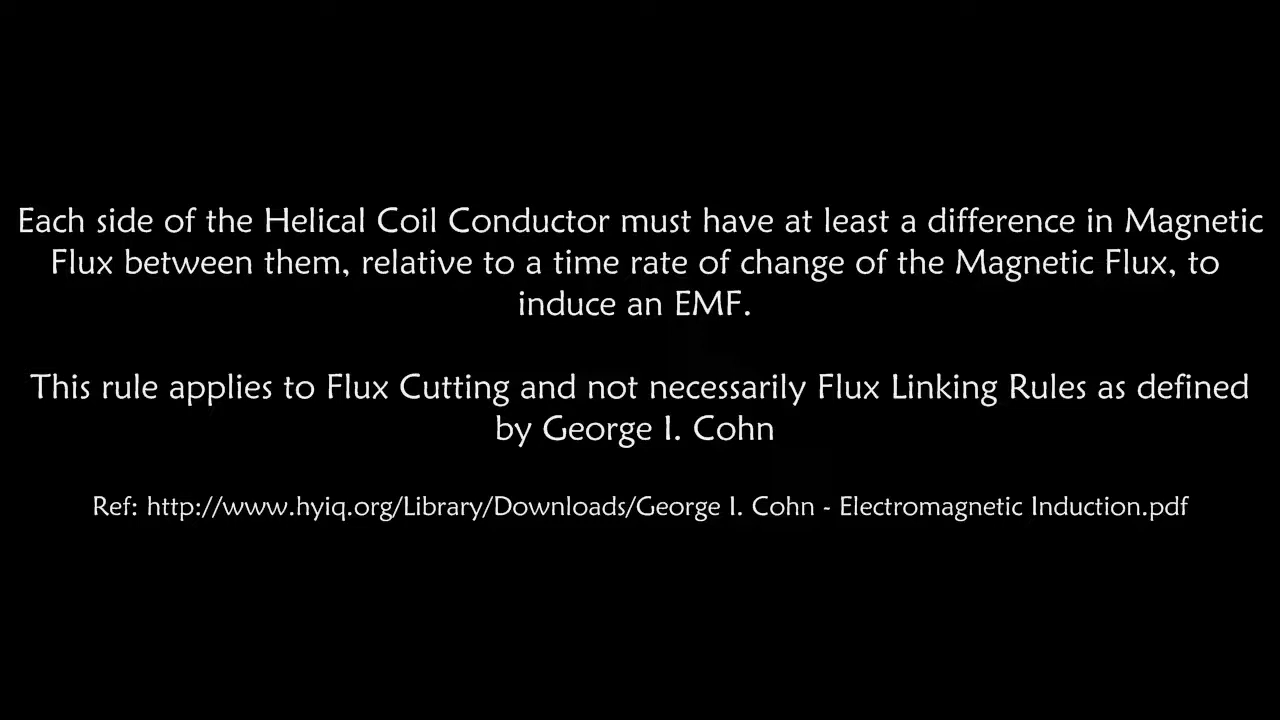 Each side of the Helical Coil Conductor must have at least a difference in Magnetic
Flux between them, relative to a time rate of change of the Magnetic Flux, to
induce an EMF.
This rule applies to Flux Cutting and not necessarily Flux Linking Rules as defined
by George I. Cohn
Ref: http://www.hyiq.org/Library/Downloads/George I. Cohn - Electromagnetic Induction.pdf